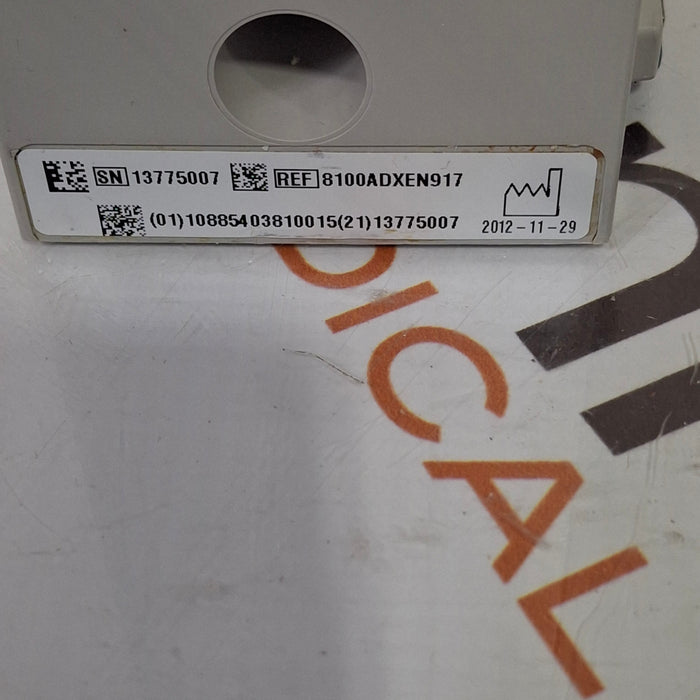 SN 13775007 REF 8100ADXEN917
(01)10885403810015(21)13775007
2012-11-29
DICAL